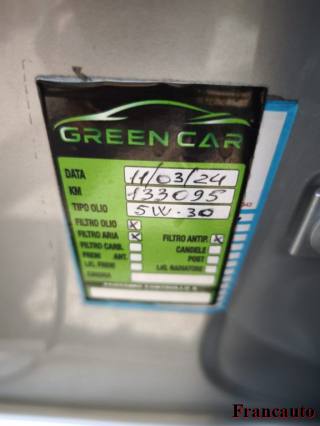 GREEN CAR
DATA 11/03/24
KM 133095
TIPO OLIO 5W-30
FILTRO OLIO X
FILTRO ARIA X FILTRO ANTIP. X
FILTRO CARB. CANDELE
FRENI ANT. POST
LIQ. FRENI LIQ. RADIATORE
CINGHIA
PROSSIMO CONTROLLO A
Francauto